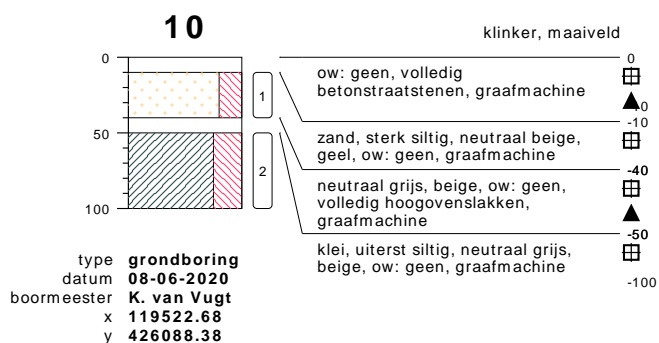 10
klinker, maaiveld
0
0
ow: geen, volledig
betonstraatstenen, graafmachine
-10
-10
1
zand, sterk siltig, neutraal beige,
geel, ow: geen, graafmachine
-40
50
2
neutraal grijs, beige, ow: geen,
volledig hoogovenslakken,
graafmachine
-50
100
klei, uiterst siltig, neutraal grijs,
beige, ow: geen, graafmachine
-100
type grondboring
datum 08-06-2020
boormeester K. van Vugt
x 119522.68
y 426088.38